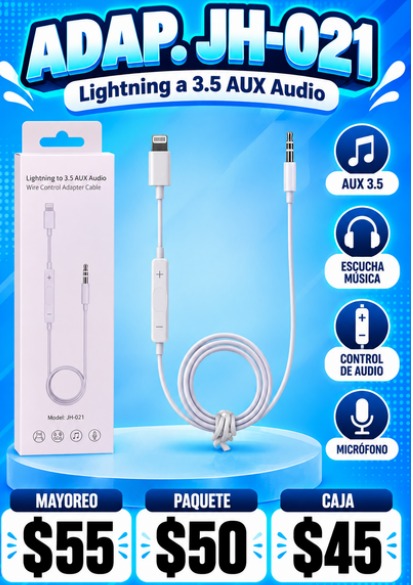 ADAP. JH-021
Lightning a 3.5 AUX Audio
Lightning to 3.5 AUX Audio
Wire Control Adapter Cable
Model: JH-021
AUX 3.5
ESCUCHA
MÚSICA
CONTROL
DE AUDIO
MICRÓFONO
MAYOREO
$55
PAQUETE
$50
CAJA
$45